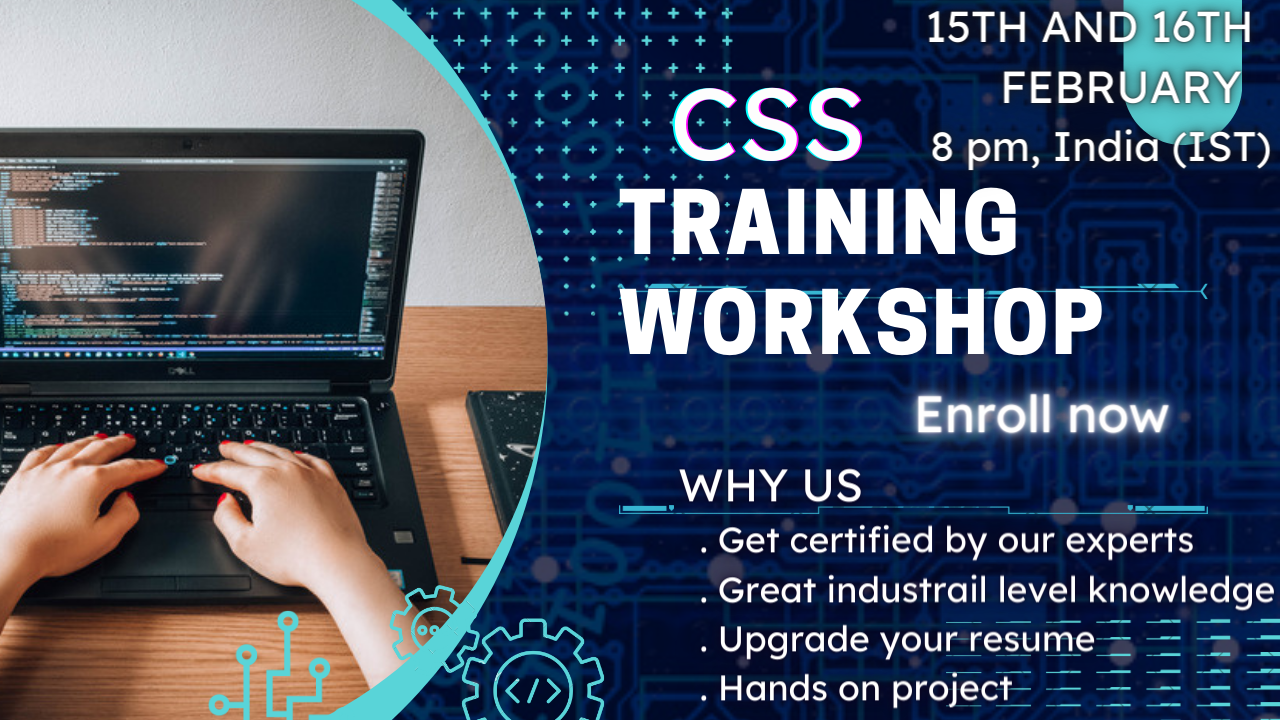 15TH AND 16TH
FEBRUARY
8 pm, India (IST)
CSS
TRAINING
WORKSHOP
Enroll now
WHY US
. Get certified by our experts
. Great industrail level knowledge
. Upgrade your resume
. Hands on project
DELL
</>